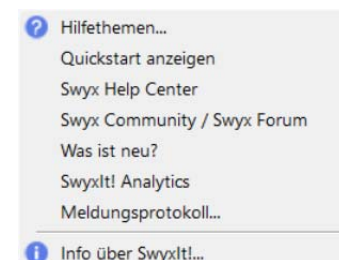 Hilfethemen...
Quickstart anzeigen
Swyx Help Center
Swyx Community / Swyx Forum
Was ist neu?
SwyxIt! Analytics
Meldungsprotokoll...
Info über SwyxIt!...